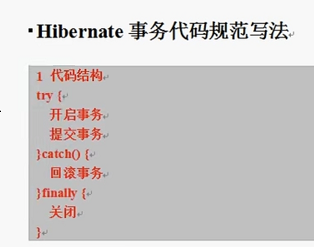 ▪Hibernate 事务代码规范写法↵
1 代码结构↵
try {↵
开启事务↵
提交事务↵
}catch() {↵
回滚事务↵
}finally {↵
关闭↵
}↵